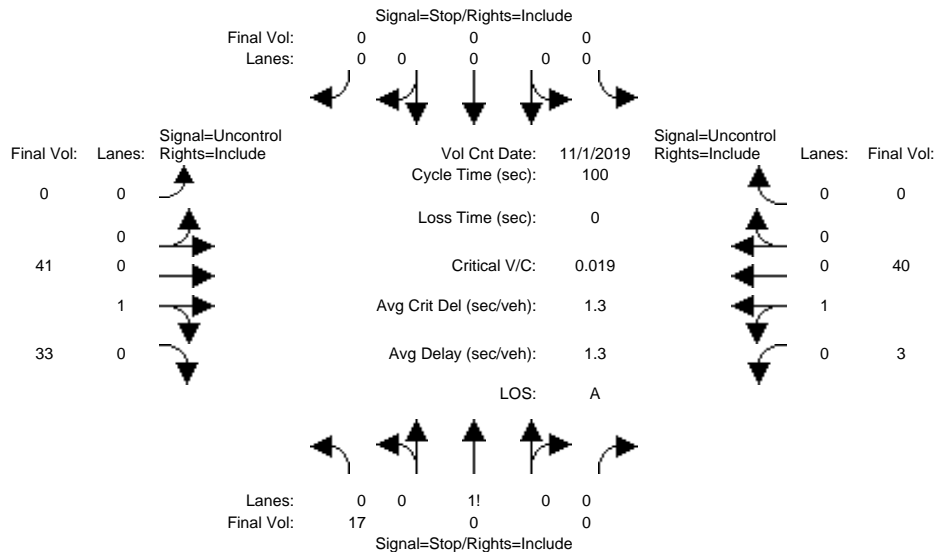 Signal=Stop/Rights=Include
Final Vol: 0 0 0
Lanes: 0 0 0 0 0
Signal=Uncontrol
Final Vol: Lanes: Rights=Include
Vol Cnt Date: 11/1/2019
Signal=Uncontrol
Rights=Include Lanes: Final Vol:
Cycle Time (sec): 100
0 0
0 0
Loss Time (sec): 0
0
0
41 0
Critical V/C: 0.019
0 40
1
Avg Crit Del (sec/veh): 1.3
1
33 0
Avg Delay (sec/veh): 1.3
0 3
LOS: A
Lanes: 0 0 1! 0 0
Final Vol: 17 0 0
Signal=Stop/Rights=Include